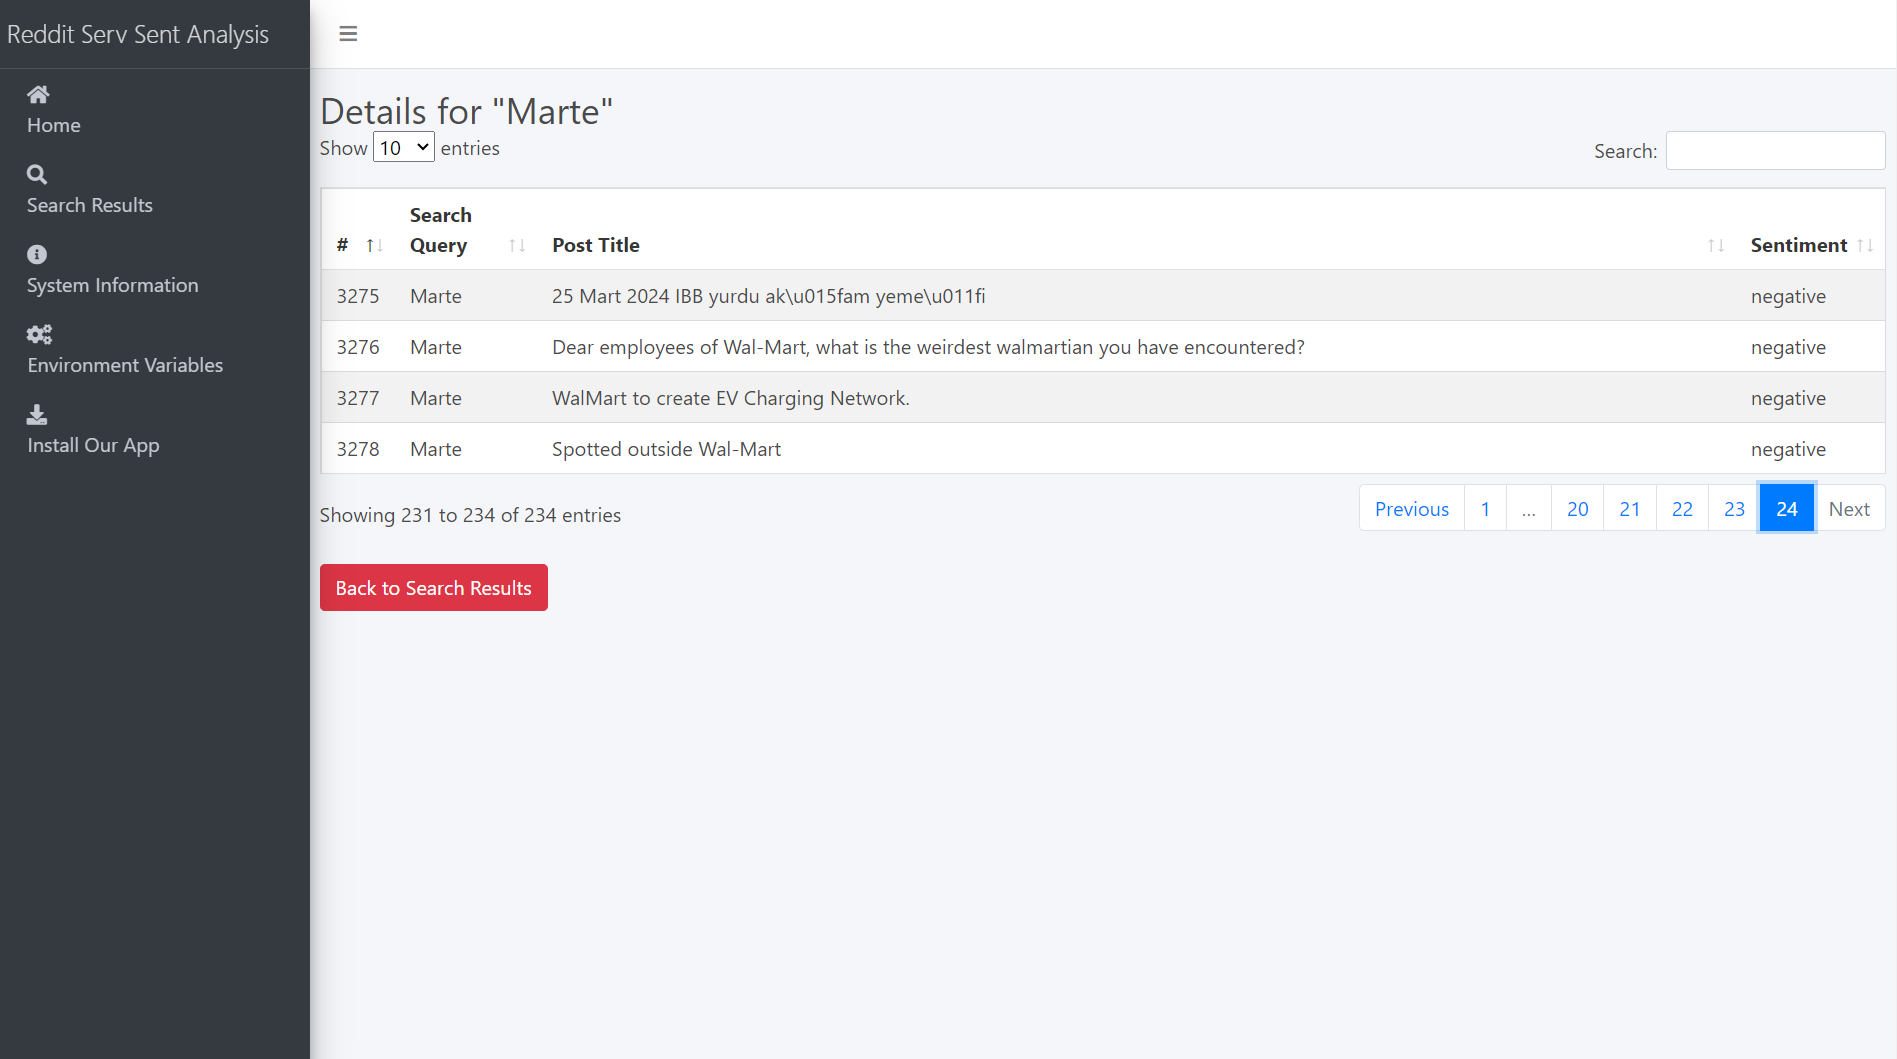 Reddit Serv Sent Analysis
Home
Search Results
System Information
Environment Variables
Install Our App
Details for "Marte"
Show 10 entries
Search:
# Search Query Post Title Sentiment
3275 Marte 25 Mart 2024 IBB yurdu ak\u015fam yeme\u011fi negative
3276 Marte Dear employees of Wal-Mart, what is the weirdest walmartian you have encountered? negative
3277 Marte WalMart to create EV Charging Network. negative
3278 Marte Spotted outside Wal-Mart negative
Showing 231 to 234 of 234 entries
Previous 1 ... 20 21 22 23 24 Next
Back to Search Results